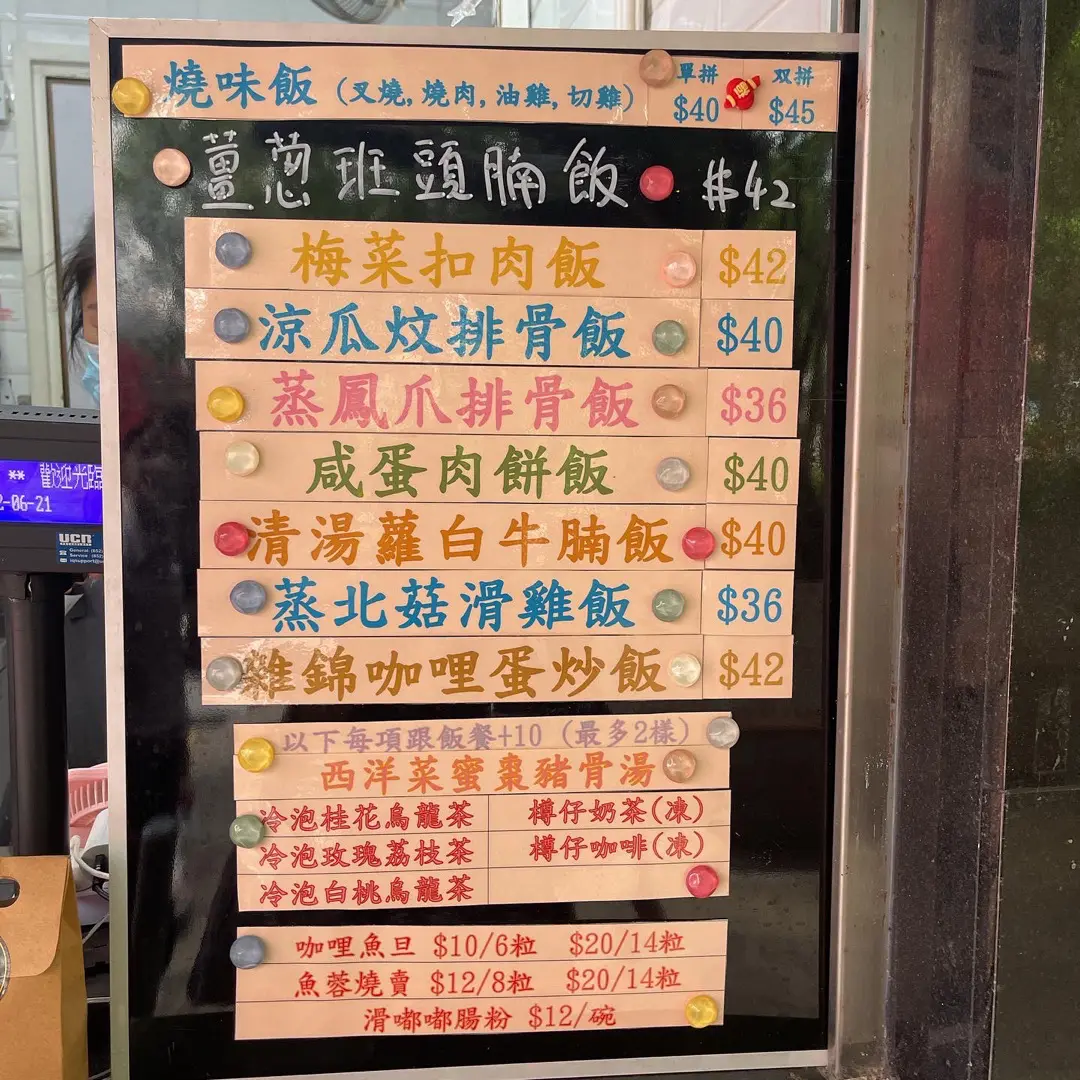 燒味飯 (叉燒, 燒肉, 油雞, 切雞) 單拼 $40 双拼 $45
薑葱班頭腩飯 $42
梅菜扣肉飯 $42
涼瓜炆排骨飯 $40
蒸鳳爪排骨飯 $36
咸蛋肉餅飯 $40
清湯蘿白牛腩飯 $40
蒸北菇滑雞飯 $36
雜錦咖哩蛋炒飯 $42
以下每項跟飯餐+10 (最多2樣)
西洋菜蜜棗豬骨湯
冷泡桂花烏龍茶 樽仔奶茶(凍)
冷泡玫瑰荔枝茶 樽仔咖啡(凍)
冷泡白桃烏龍茶
咖哩魚旦 $10/6粒 $20/14粒
魚蓉燒賣 $12/8粒 $20/14粒
滑嘟嘟腸粉 $12/碗
** 歡迎光臨
2-06-21
UCN